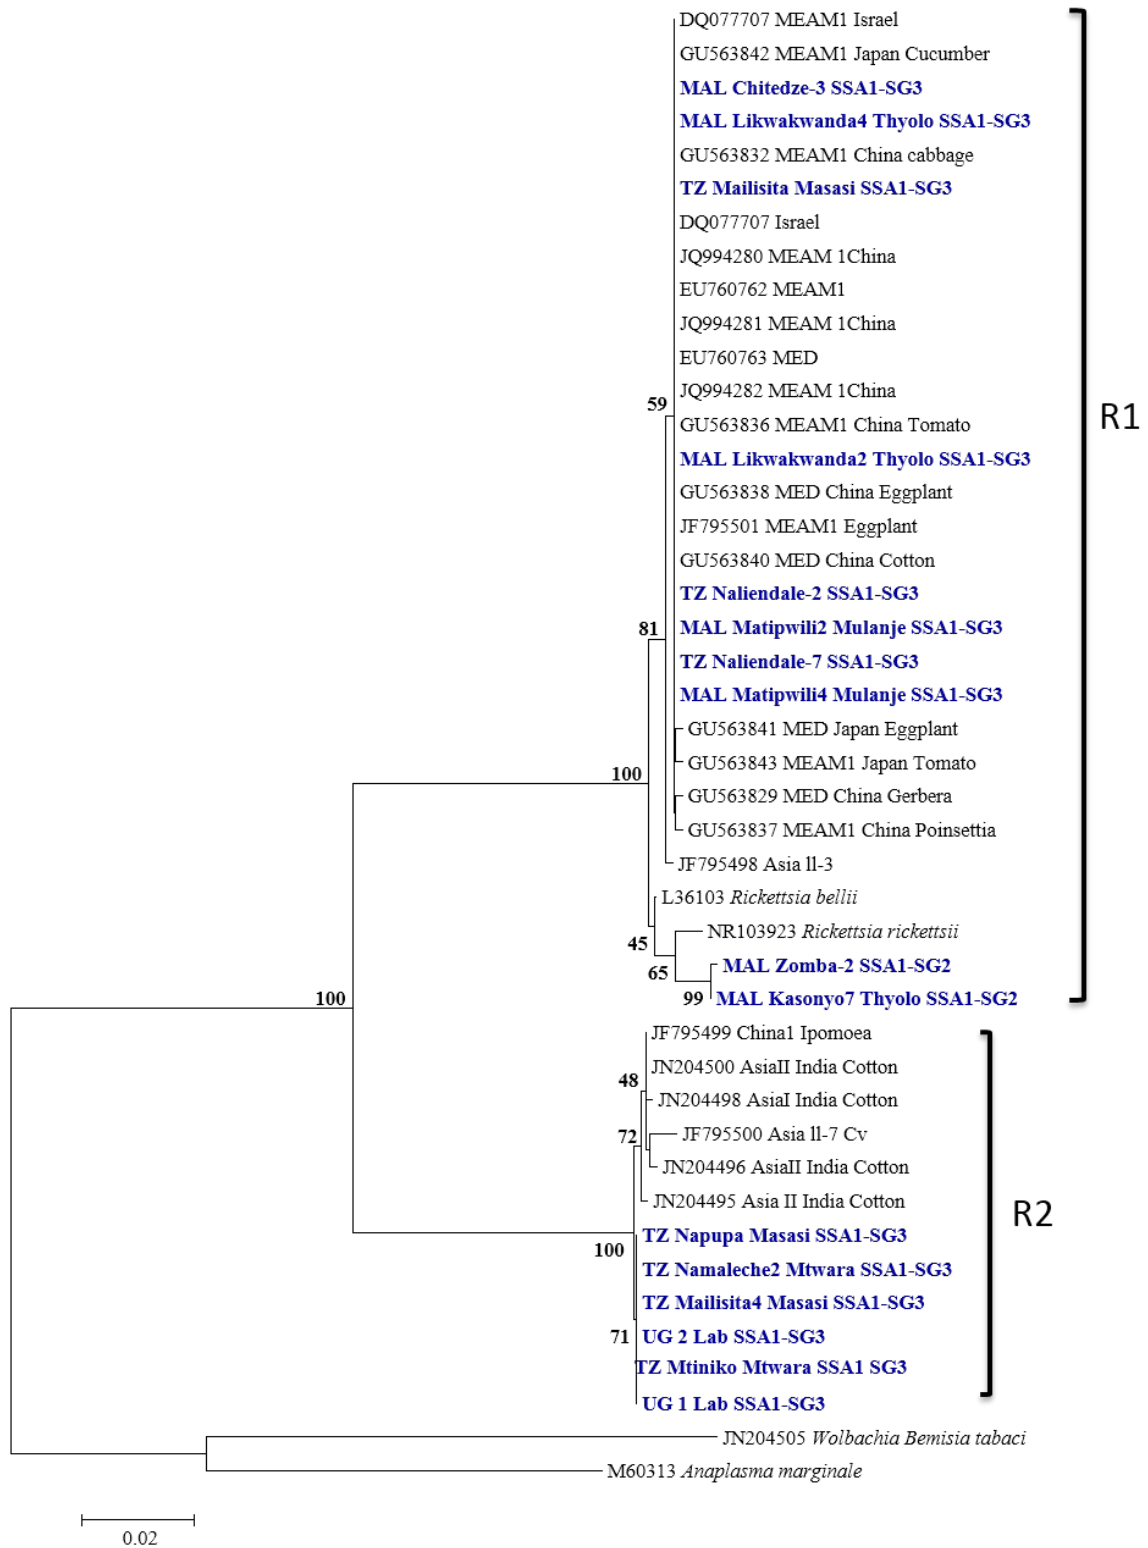 DQ077707 MEAM1 Israel
GU563842 MEAM1 Japan Cucumber
MAL Chitedze-3 SSA1-SG3
MAL Likwakwanda4 Thyolo SSA1-SG3
GU563832 MEAM1 China cabbage
TZ Mailisita Masasi SSA1-SG3
DQ077707 Israel
JQ994280 MEAM 1China
EU760762 MEAM1
JQ994281 MEAM 1China
EU760763 MED
JQ994282 MEAM 1China
59
R1
GU563836 MEAM1 China Tomato
MAL Likwakwanda2 Thyolo SSA1-SG3
GU563838 MED China Eggplant
JF795501 MEAM1 Eggplant
GU563840 MED China Cotton
TZ Naliendale-2 SSA1-SG3
81
MAL Matipwili2 Mulanje SSA1-SG3
TZ Naliendale-7 SSA1-SG3
MAL Matipwili4 Mulanje SSA1-SG3
GU563841 MED Japan Eggplant
GU563843 MEAM1 Japan Tomato
100
GU563829 MED China Gerbera
GU563837 MEAM1 China Poinsettia
JF795498 Asia ll-3
L36103 Rickettsia bellii
NR103923 Rickettsia rickettsii
45
MAL Zomba-2 SSA1-SG2
65
MAL Kasonyo7 Thyolo SSA1-SG2
99
100
JF795499 China1 Ipomoea
JN204500 AsiaII India Cotton
48
JN204498 AsiaI India Cotton
JF795500 Asia ll-7 Cv
72
JN204496 AsiaII India Cotton
JN204495 Asia II India Cotton
R2
TZ Napupa Masasi SSA1-SG3
100
TZ Namaleche2 Mtwara SSA1-SG3
TZ Mailisita4 Masasi SSA1-SG3
UG 2 Lab SSA1-SG3
71
TZ Mtiniko Mtwara SSA1 SG3
UG 1 Lab SSA1-SG3
JN204505 Wolbachia Bemisia tabaci
M60313 Anaplasma marginale
0.02